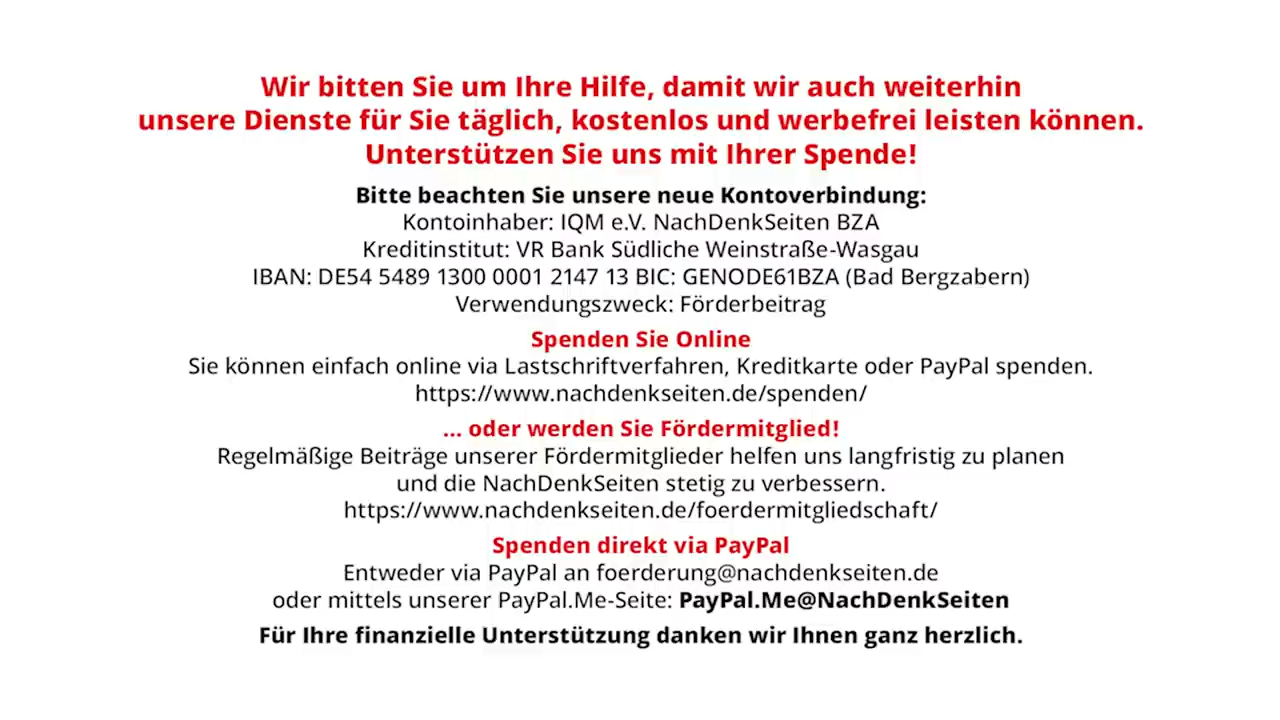 Wir bitten Sie um Ihre Hilfe, damit wir auch weiterhin
unsere Dienste für Sie täglich, kostenlos und werbefrei leisten können.
Unterstützen Sie uns mit Ihrer Spende!
Bitte beachten Sie unsere neue Kontoverbindung:
Kontoinhaber: IQM e.V. NachDenkSeiten BZA
Kreditinstitut: VR Bank Südliche Weinstraße-Wasgau
IBAN: DE54 5489 1300 0001 2147 13 BIC: GENODE61BZA (Bad Bergzabern)
Verwendungszweck: Förderbeitrag
Spenden Sie Online
Sie können einfach online via Lastschriftverfahren, Kreditkarte oder PayPal spenden.
https://www.nachdenkseiten.de/spenden/
... oder werden Sie Fördermitglied!
Regelmäßige Beiträge unserer Fördermitglieder helfen uns langfristig zu planen
und die NachDenkSeiten stetig zu verbessern.
https://www.nachdenkseiten.de/foerdermitgliedschaft/
Spenden direkt via PayPal
Entweder via PayPal an foerderung@nachdenkseiten.de
oder mittels unserer PayPal.Me-Seite: PayPal.Me@NachDenkSeiten
Für Ihre finanzielle Unterstützung danken wir Ihnen ganz herzlich.